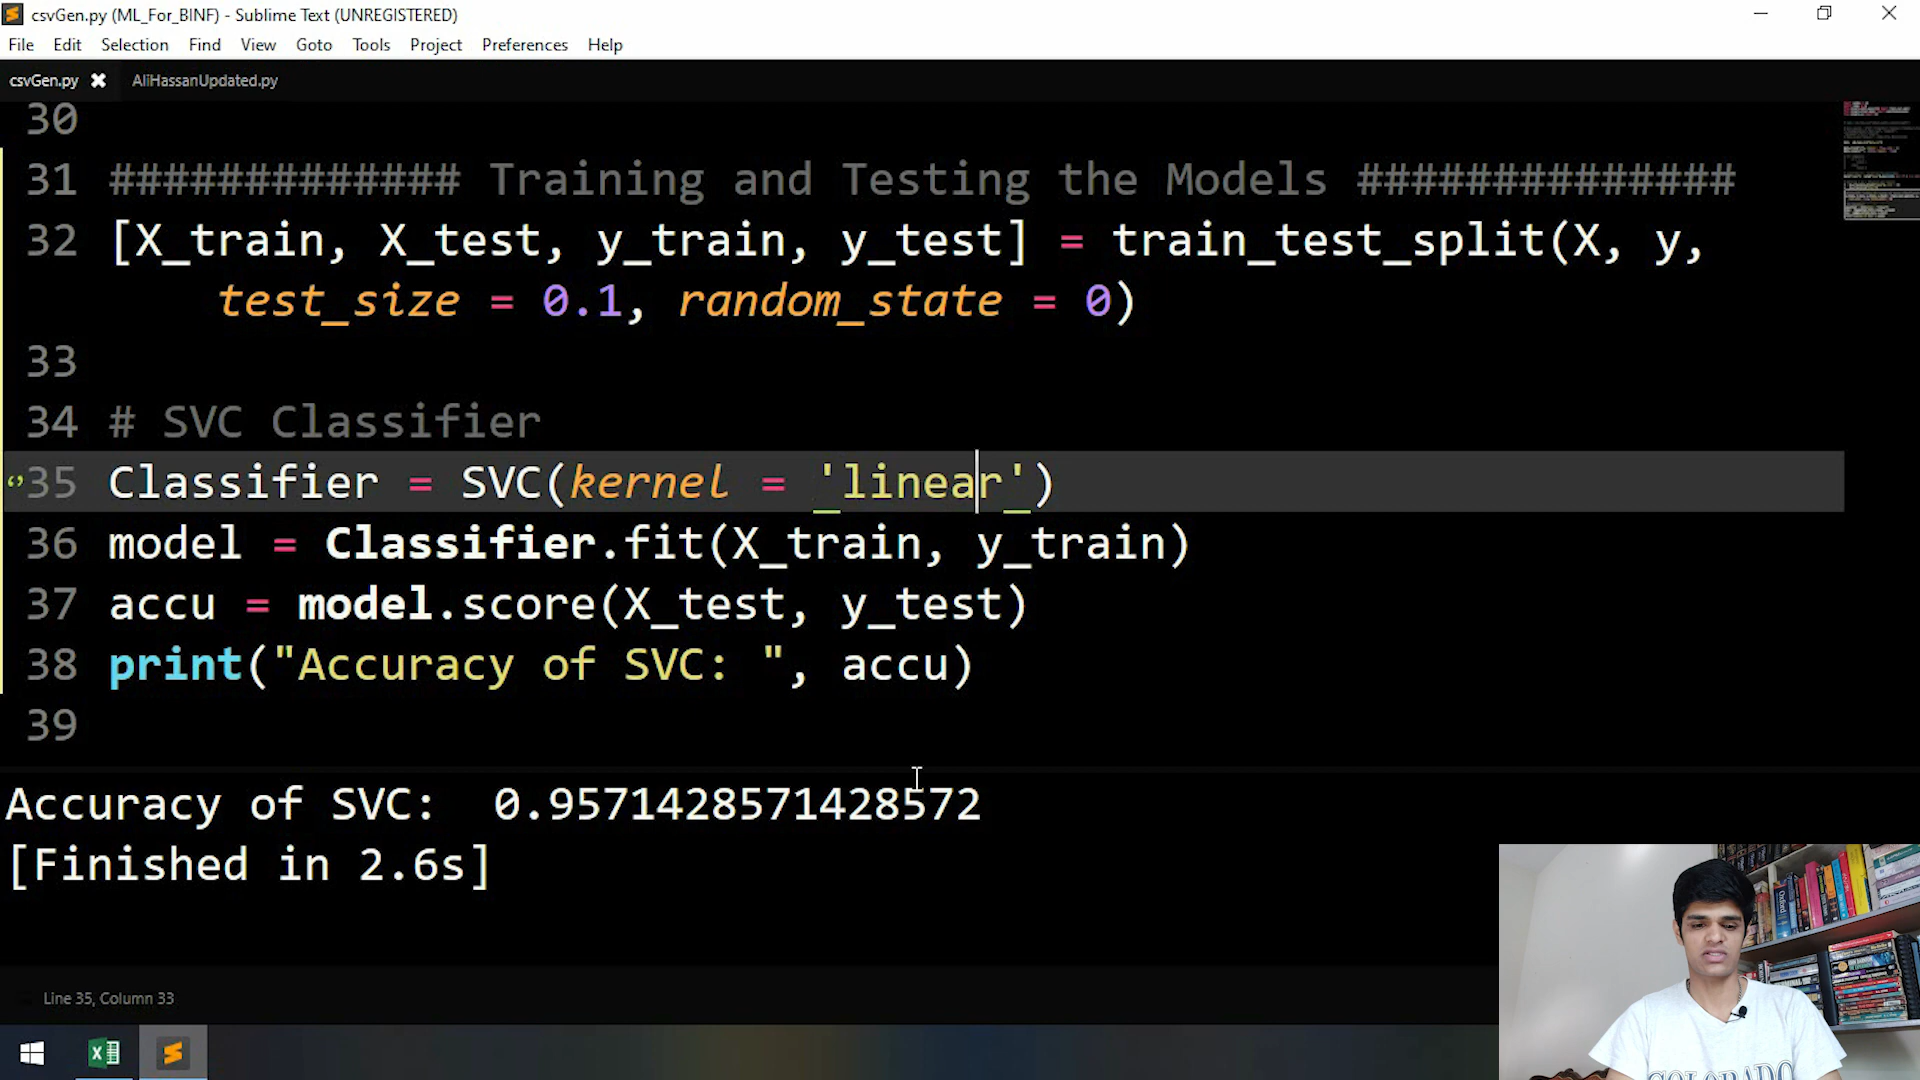 csvGen.py (ML_For_BINF) - Sublime Text (UNREGISTERED)
File Edit Selection Find View Goto Tools Project Preferences Help
csvGen.py AliHassanUpdated.py
30
31 ############# Training and Testing the Models ##############
32 [X_train, X_test, y_train, y_test] = train_test_split(X, y,
test_size = 0.1, random_state = 0)
33
34 # SVC Classifier
35 Classifier = SVC(kernel = 'linear')
36 model = Classifier.fit(X_train, y_train)
37 accu = model.score(X_test, y_test)
38 print("Accuracy of SVC: ", accu)
39
Accuracy of SVC:  0.9571428571428572
[Finished in 2.6s]
Line 35, Column 33
COLORADO